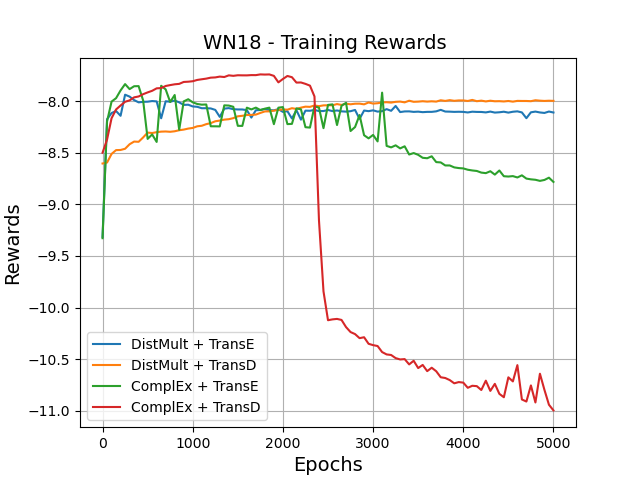 WN18 - Training Rewards
Rewards
−8.0
−8.5
−9.0
−9.5
−10.0
−10.5
−11.0
DistMult + TransE
DistMult + TransD
ComplEx + TransE
ComplEx + TransD
0
1000
2000
3000
4000
5000
Epochs